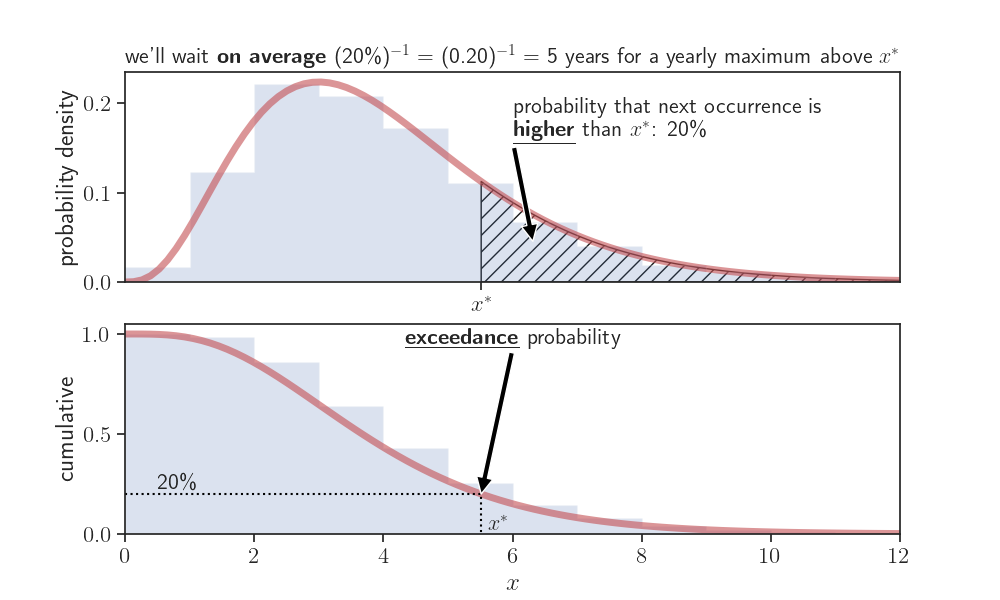 we'll wait on average (20%)⁻¹ = (0.20)⁻¹ = 5 years for a yearly maximum above x*
probability density
0.2
0.1
0.0
probability that next occurrence is
higher than x*: 20%
x*
cumulative
1.0
0.5
0.0
exceedance probability
20%
x*
0 2 4 6 8 10 12
x